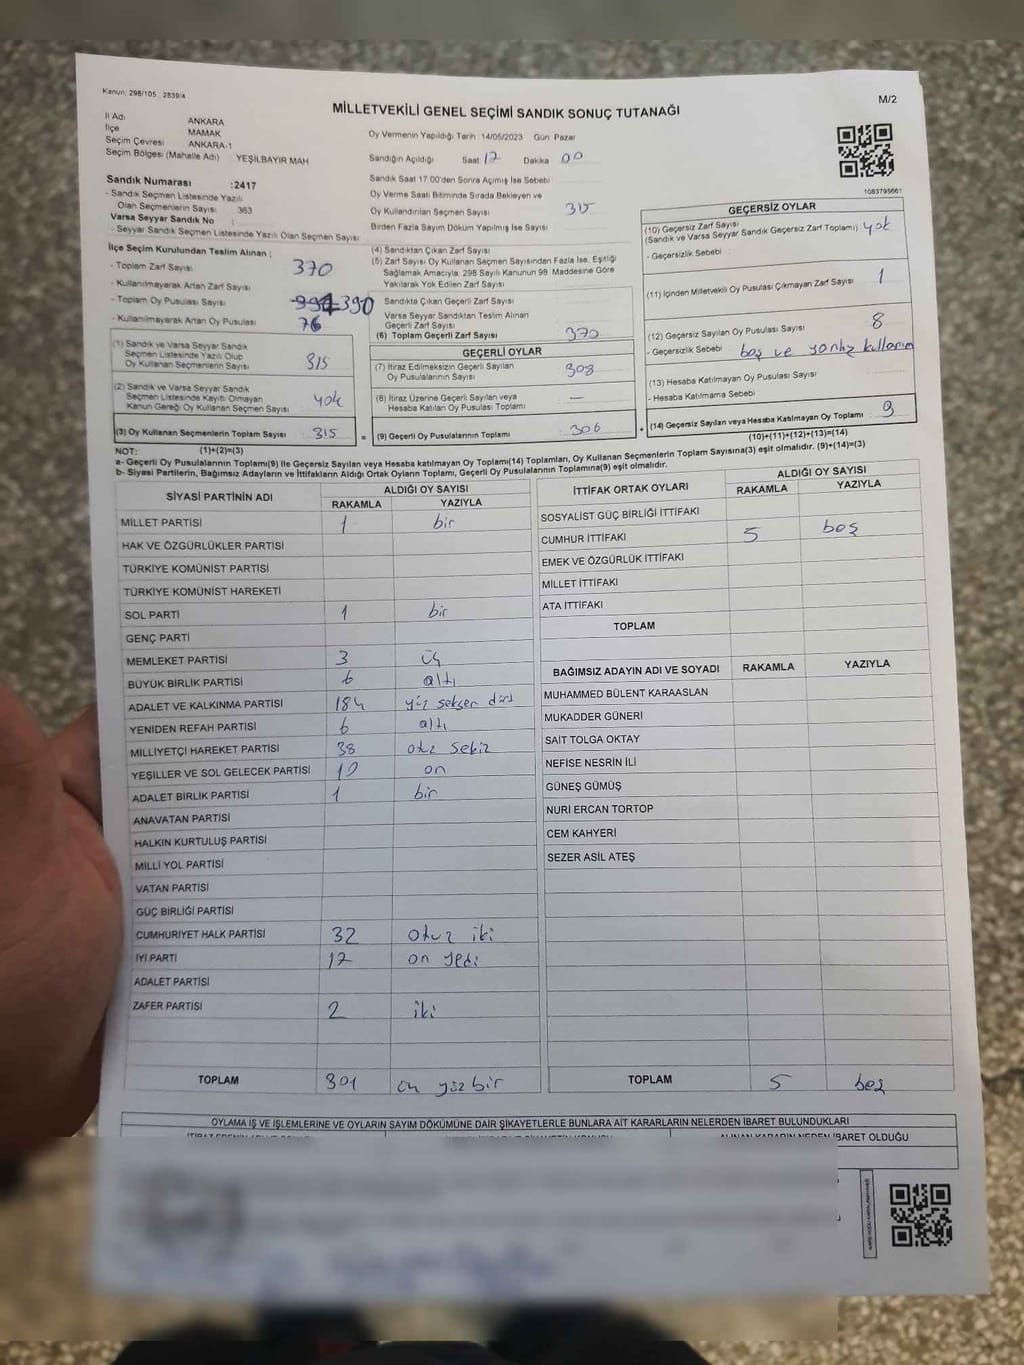 Kanun: 298/105 , 2839/4
M/2
MİLLETVEKİLİ GENEL SEÇİMİ SANDIK SONUÇ TUTANAĞI
İl Adı ANKARA
İlçe MAMAK
Seçim Çevresi ANKARA-1
Seçim Bölgesi (Mahalle Adı) YEŞİLBAYIR MAH
Oy Vermenin Yapıldığı Tarih: 14/05/2023 Gün: Pazar
Sandığın Açıldığı Saat 17 Dakika 00
Sandık Saat 17.00'den Sonra Açımış İse Sebebi
Oy Verme Saati Bitiminde Sırada Bekleyen ve
Oy Kullandırılan Seçmen Sayısı 315
Birden Fazla Sayım Döküm Yapılmış İse Sayısı
Sandık Numarası :2417
- Sandık Seçmen Listesinde Yazılı
Olan Seçmenlerin Sayısı 363
Varsa Seyyar Sandık No :
- Seyyar Sandık Seçmen Listesinde Yazılı Olan Seçmen Sayısı:
1083795661
İlçe Seçim Kurulundan Teslim Alınan :
- Toplam Zarf Sayısı 370
- Kullanılmayarak Artan Zarf Sayısı
- Toplam Oy Pusulası Sayısı 390
- Kullanılmayarak Artan Oy Pusulası 76
(1) Sandık ve Varsa Seyyar Sandık
Seçmen Listesinde Yazılı Olup
Oy Kullanan Seçmenlerin Sayısı 315
(2) Sandık ve Varsa Seyyar Sandık
Seçmen Listesinde Kayıtlı Olmayan
Kanun Gereği Oy Kullanan Seçmen Sayısı yok
(3) Oy Kullanan Seçmenlerin Toplam Sayısı 315
(4) Sandıktan Çıkan Zarf Sayısı
(5) Zarf Sayısı Oy Kullanan Seçmen Sayısından Fazla İse, Eşitliği
Sağlamak Amacıyla, 298 Sayılı Kanunun 98. Maddesine Göre
Yakılarak Yok Edilen Zarf Sayısı
Sandıkta Çıkan Geçerli Zarf Sayısı
Varsa Seyyar Sandıktan Teslim Alınan
Geçerli Zarf Sayısı
(6) Toplam Geçerli Zarf Sayısı 370
GEÇERLİ OYLAR
(7) İtiraz Edilmeksizin Geçerli Sayılan
Oy Pusulalarının Sayısı 303
(8) İtiraz Üzerine Geçerli Sayılan veya
Hesaba Katılan Oy Pusulası Toplamı —
= (9) Geçerli Oy Pusulalarının Toplamı 306
GEÇERSİZ OYLAR
(10) Geçersiz Zarf Sayısı
(Sandık ve Varsa Seyyar Sandık Geçersiz Zarf Toplamı) yok
- Geçersizlik Sebebi
(11) İçinden Milletvekili Oy Pusulası Çıkmayan Zarf Sayısı 1
(12) Geçersiz Sayılan Oy Pusulası Sayısı 8
- Geçersizlik Sebebi boş ve yanlış kullanım
(13) Hesaba Katılmayan Oy Pusulası Sayısı
- Hesaba Katılmama Sebebi
+ (14) Geçersiz Sayılan veya Hesaba Katılmayan Oy Toplamı 9
NOT: (1)+(2)=(3)
(10)+(11)+(12)+(13)=(14)
a- Geçerli Oy Pusulalarının Toplamı(9) ile Geçersiz Sayılan veya Hesaba katılmayan Oy Toplamı(14) Toplamları, Oy Kullanan Seçmenlerin Toplam Sayısına(3) eşit olmalıdır. (9)+(14)=(3)
b- Siyasi Partilerin, Bağımsız Adayların ve İttifakların Aldığı Ortak Oyların Toplamı, Geçerli Oy Pusulalarının Toplamına(9) eşit olmalıdır.
SİYASİ PARTİNİN ADI ALDIĞI OY SAYISI
RAKAMLA YAZIYLA
MİLLET PARTİSİ 1 bir
HAK VE ÖZGÜRLÜKLER PARTİSİ
TÜRKİYE KOMÜNİST PARTİSİ
TÜRKİYE KOMÜNİST HAREKETİ
SOL PARTİ 1 bir
GENÇ PARTİ
MEMLEKET PARTİSİ 3 üç
BÜYÜK BİRLİK PARTİSİ 6 altı
ADALET VE KALKINMA PARTİSİ 184 yüz seksen dört
YENİDEN REFAH PARTİSİ 6 altı
MİLLİYETÇİ HAREKET PARTİSİ 38 otuz sekiz
YEŞİLLER VE SOL GELECEK PARTİSİ 10 on
ADALET BİRLİK PARTİSİ 1 bir
ANAVATAN PARTİSİ
HALKIN KURTULUŞ PARTİSİ
MİLLİ YOL PARTİSİ
VATAN PARTİSİ
GÜÇ BİRLİĞİ PARTİSİ
CUMHURİYET HALK PARTİSİ 32 otuz iki
İYİ PARTİ 17 on yedi
ADALET PARTİSİ
ZAFER PARTİSİ 2 iki
TOPLAM 301 üç yüz bir
İTTİFAK ORTAK OYLARI ALDIĞI OY SAYISI
RAKAMLA YAZIYLA
SOSYALİST GÜÇ BİRLİĞİ İTTİFAKI
CUMHUR İTTİFAKI 5 beş
EMEK VE ÖZGÜRLÜK İTTİFAKI
MİLLET İTTİFAKI
ATA İTTİFAKI
TOPLAM
BAĞIMSIZ ADAYIN ADI VE SOYADI RAKAMLA YAZIYLA
MUHAMMED BÜLENT KARAASLAN
MUKADDER GÜNERİ
SAİT TOLGA OKTAY
NEFİSE NESRİN İLİ
GÜNEŞ GÜMÜŞ
NURİ ERCAN TORTOP
CEM KAHYERİ
SEZER ASİL ATEŞ
TOPLAM 5 beş
OYLAMA İŞ VE İŞLEMLERİNE VE OYLARIN SAYIM DÖKÜMÜNE DAİR ŞİKAYETLERLE BUNLARA AİT KARARLARIN NELERDEN İBARET BULUNDUKLARI
ALINAN KARARIN NEDEN İBARET OLDUĞU